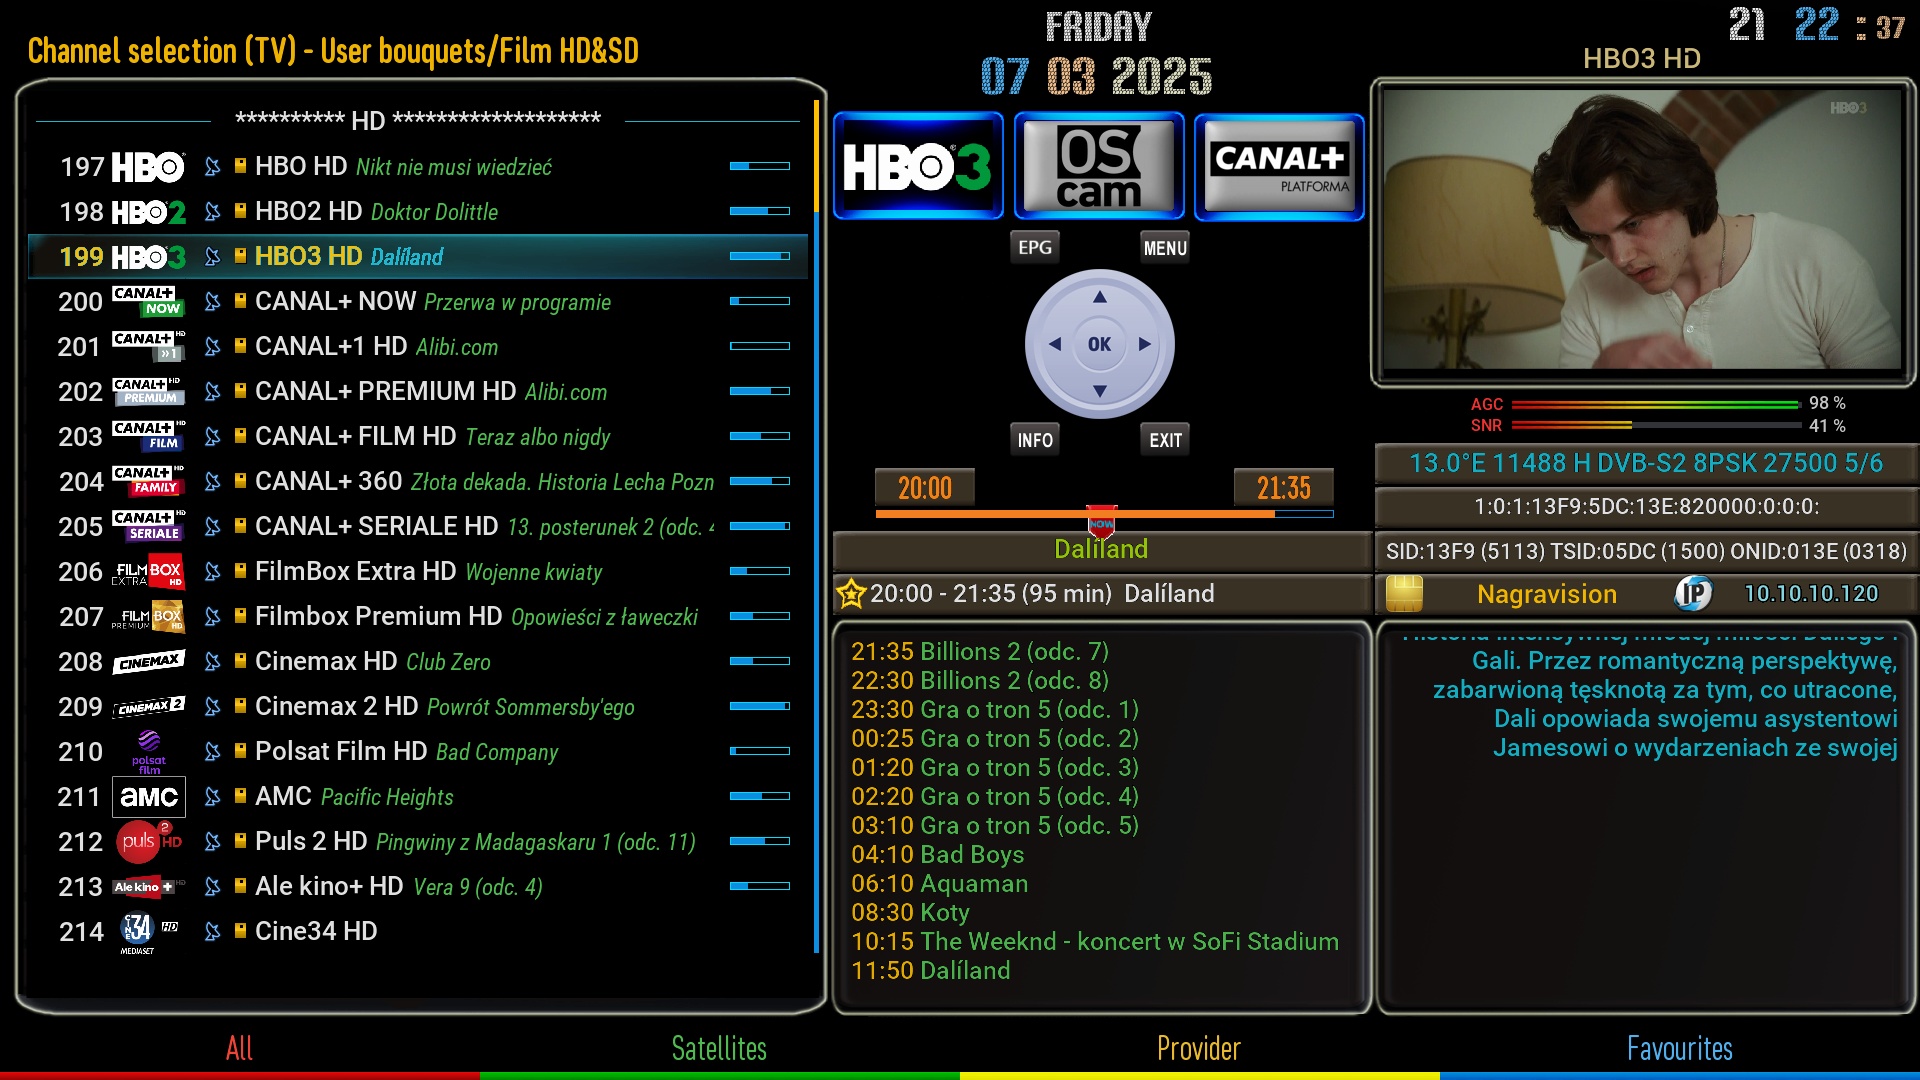 Channel selection (TV) - User bouquets/Film HD&SD
FRIDAY
07 03 2025
21 22 : 37
HBO3 HD
********** HD *******************
197 HBO HBO HD Nikt nie musi wiedzieć
198 HBO2 HBO2 HD Doktor Dolittle
199 HBO3 HBO3 HD Dalíland
200 CANAL+ NOW CANAL+ NOW Przerwa w programie
201 CANAL+ HD »1 CANAL+1 HD Alibi.com
202 CANAL+ HD PREMIUM CANAL+ PREMIUM HD Alibi.com
203 CANAL+ HD FILM CANAL+ FILM HD Teraz albo nigdy
204 CANAL+ HD FAMILY CANAL+ 360 Złota dekada. Historia Lecha Pozn
205 CANAL+ HD SERIALE CANAL+ SERIALE HD 13. posterunek 2 (odc. 4
206 FILMBOX EXTRA HD FilmBox Extra HD Wojenne kwiaty
207 FILMBOX PREMIUM HD Filmbox Premium HD Opowieści z ławeczki
208 CINEMAX Cinemax HD Club Zero
209 CINEMAX 2 Cinemax 2 HD Powrót Sommersby'ego
210 polsat film Polsat Film HD Bad Company
211 aMC AMC Pacific Heights
212 puls 2 HD Puls 2 HD Pingwiny z Madagaskaru 1 (odc. 11)
213 Ale kino + HD Ale kino+ HD Vera 9 (odc. 4)
214 CINE 34 HD MEDIASET Cine34 HD
HBO3
OScam
CANAL+
PLATFORMA
EPG
MENU
OK
INFO
EXIT
20:00
21:35
NOW
Dalíland
20:00 - 21:35 (95 min) Dalíland
21:35 Billions 2 (odc. 7)
22:30 Billions 2 (odc. 8)
23:30 Gra o tron 5 (odc. 1)
00:25 Gra o tron 5 (odc. 2)
01:20 Gra o tron 5 (odc. 3)
02:20 Gra o tron 5 (odc. 4)
03:10 Gra o tron 5 (odc. 5)
04:10 Bad Boys
06:10 Aquaman
08:30 Koty
10:15 The Weeknd - koncert w SoFi Stadium
11:50 Dalíland
HBO3
AGC 98 %
SNR 41 %
13.0°E 11488 H DVB-S2 8PSK 27500 5/6
1:0:1:13F9:5DC:13E:820000:0:0:0:
SID:13F9 (5113) TSID:05DC (1500) ONID:013E (0318)
Nagravision IP 10.10.10.120
Historia intensywnej młodej miłości Dalíego i
Gali. Przez romantyczną perspektywę,
zabarwioną tęsknotą za tym, co utracone,
Dali opowiada swojemu asystentowi
Jamesowi o wydarzeniach ze swojej
All
Satellites
Provider
Favourites